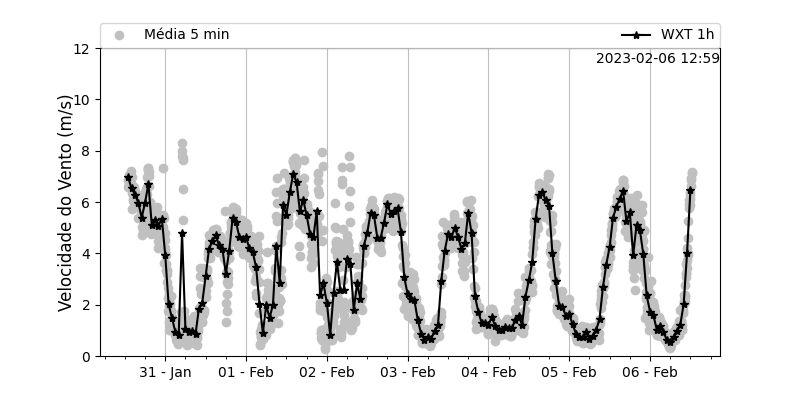 Média 5 min
WXT 1h
2023-02-06 12:59
Velocidade do Vento (m/s)
12
10
8
6
4
2
0
31 - Jan
01 - Feb
02 - Feb
03 - Feb
04 - Feb
05 - Feb
06 - Feb